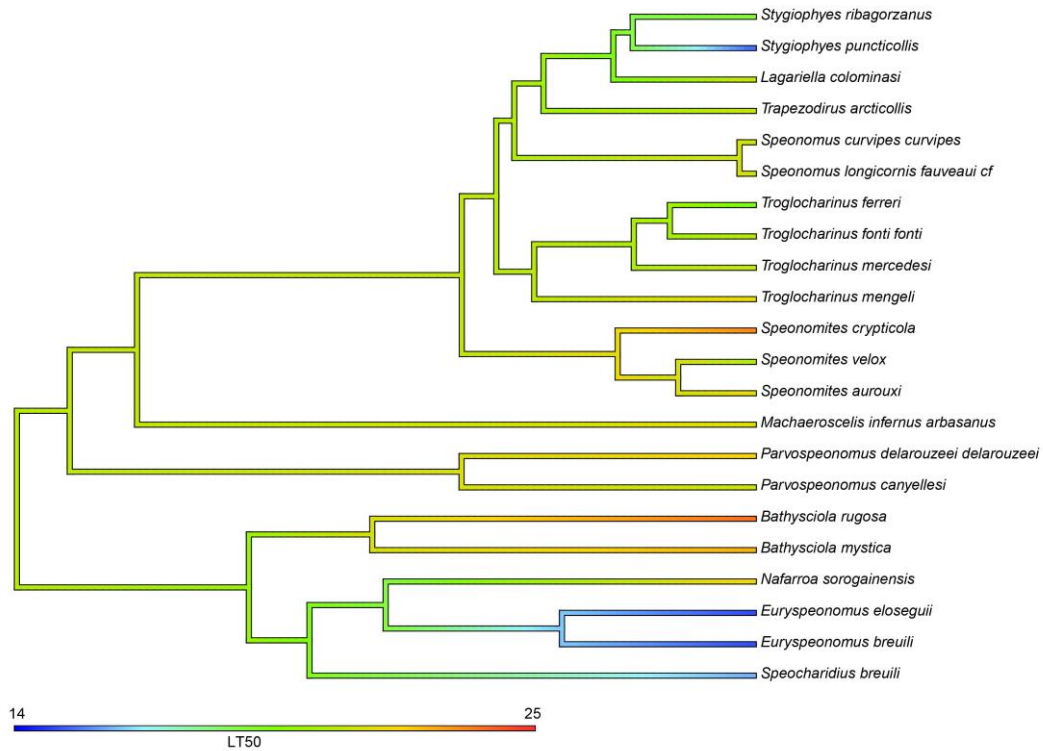 Stygiophyes ribagorzanus
Stygiophyes puncticollis
Lagariella colominasi
Trapezodirus arcticollis
Speonomus curvipes curvipes
Speonomus longicornis fauveaui cf
Troglocharinus ferreri
Troglocharinus fonti fonti
Troglocharinus mercedesi
Troglocharinus mengeli
Speonomites crypticola
Speonomites velox
Speonomites aurouxi
Machaeroscelis infernus arbasanus
Parvospeonomus delarouzeei delarouzeei
Parvospeonomus canyellesi
Bathysciola rugosa
Bathysciola mystica
Nafarroa sorogainensis
Euryspeonomus eloseguii
Euryspeonomus breuili
Speocharidius breuili
14 25
LT50